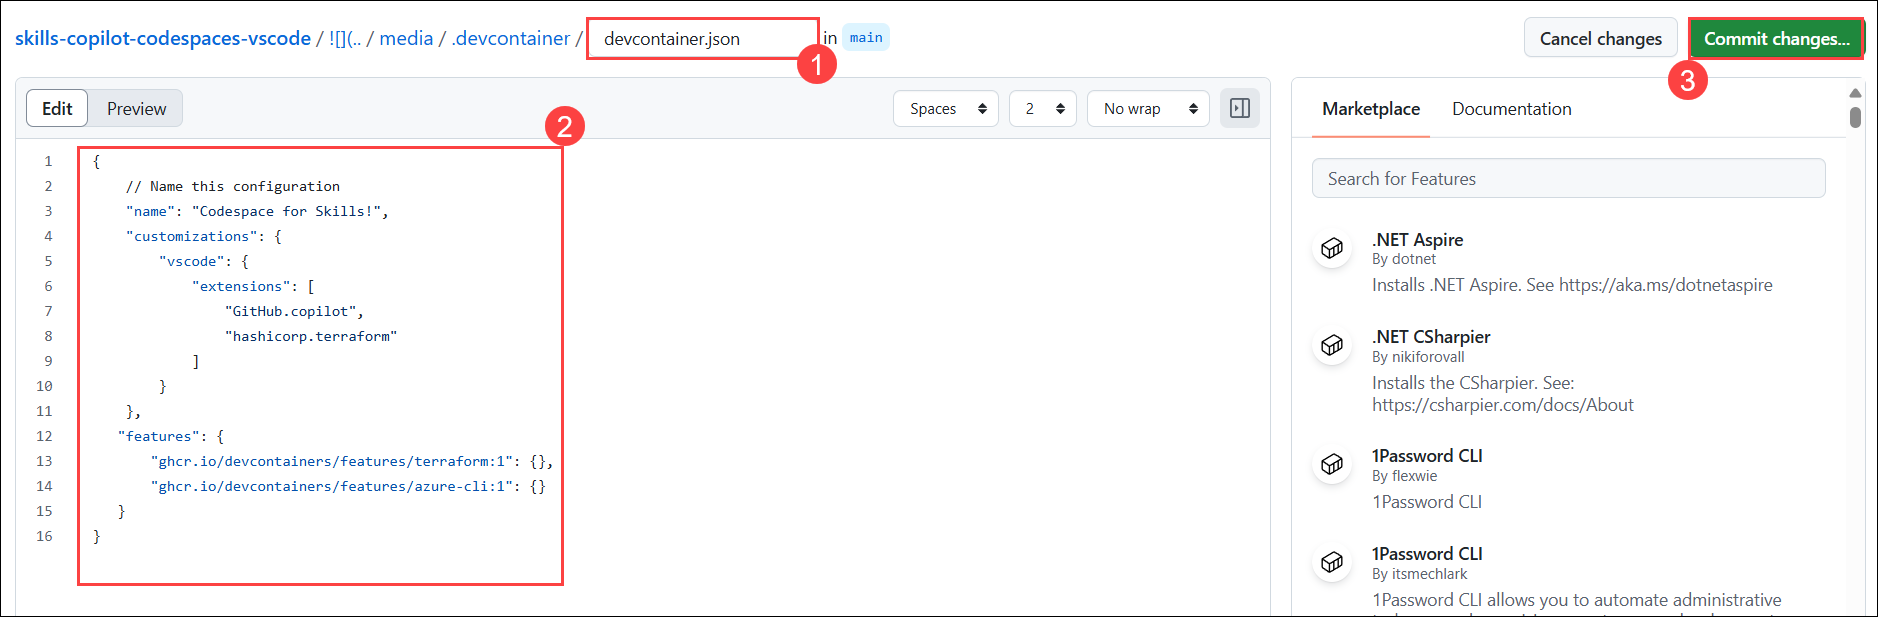 skills-copilot-codespaces-vscode / ![](.. / media / .devcontainer / devcontainer.json in main
1
Cancel changes
Commit changes...
3
Edit
Preview
Spaces
2
No wrap
2
1 {
2 // Name this configuration
3 "name": "Codespace for Skills!",
4 "customizations": {
5 "vscode": {
6 "extensions": [
7 "GitHub.copilot",
8 "hashicorp.terraform"
9 ]
10 }
11 },
12 "features": {
13 "ghcr.io/devcontainers/features/terraform:1": {},
14 "ghcr.io/devcontainers/features/azure-cli:1": {}
15 }
16 }
Marketplace
Documentation
Search for Features
.NET Aspire
By dotnet
Installs .NET Aspire. See https://aka.ms/dotnetaspire
.NET CSharpier
By nikiforovall
Installs the CSharpier. See:
https://csharpier.com/docs/About
1Password CLI
By flexwie
1Password CLI
1Password CLI
By itsmechlark
1Password CLI allows you to automate administrative